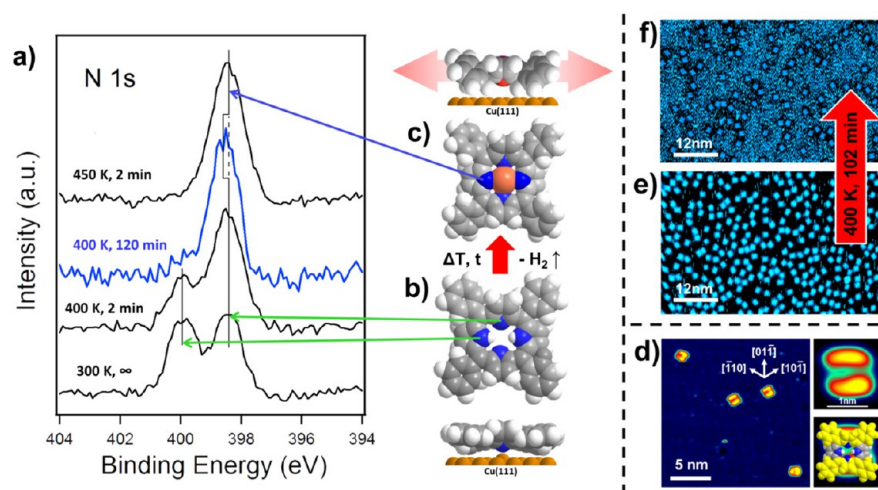 a)
N 1s
450 K, 2 min
400 K, 120 min
400 K, 2 min
300 K, ∞
Intensity (a.u.)
404 402 400 398 396 394
Binding Energy (eV)
Cu(111)
c)
ΔT, t - H₂ ↑
b)
Cu(111)
f)
12nm
400 K, 102 min
e)
12nm
d)
[011̄]
[1̄10] [101̄]
5 nm
1nm